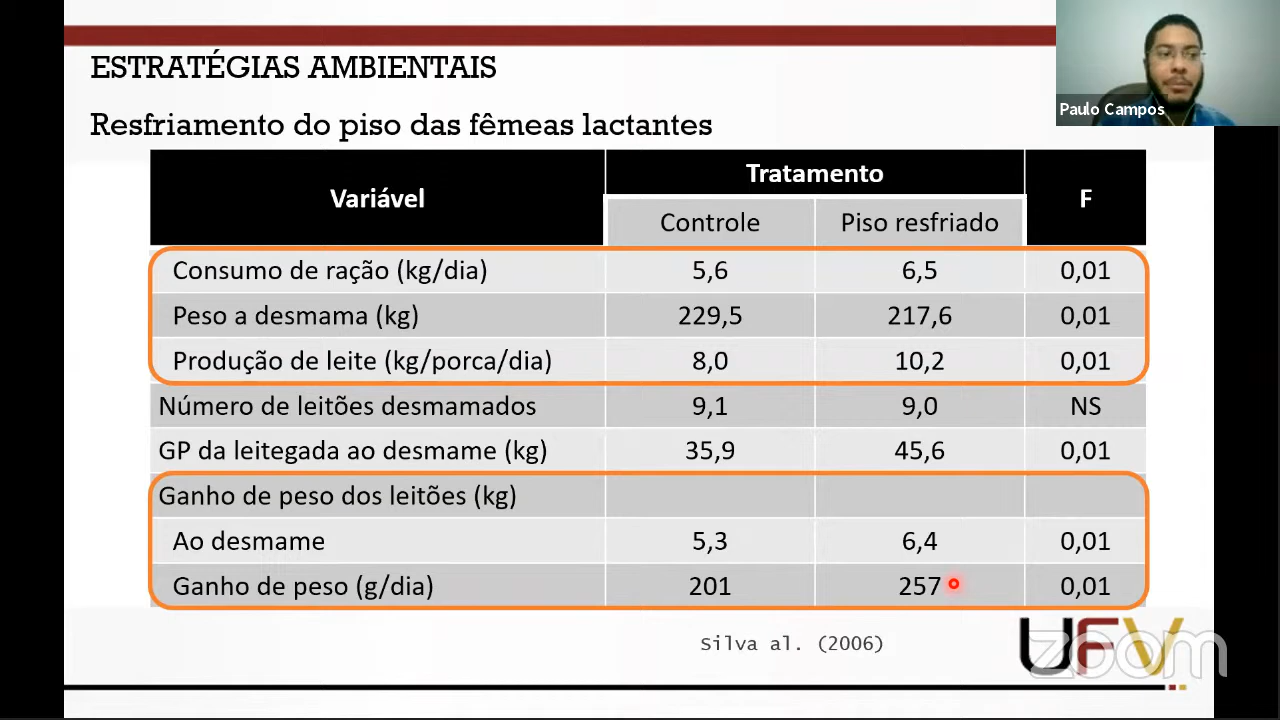 ESTRATÉGIAS AMBIENTAIS
Paulo Campos
Resfriamento do piso das fêmeas lactantes
Variável Tratamento F
Controle Piso resfriado
Consumo de ração (kg/dia) 5,6 6,5 0,01
Peso a desmama (kg) 229,5 217,6 0,01
Produção de leite (kg/porca/dia) 8,0 10,2 0,01
Número de leitões desmamados 9,1 9,0 NS
GP da leitegada ao desmame (kg) 35,9 45,6 0,01
Ganho de peso dos leitões (kg)
Ao desmame 5,3 6,4 0,01
Ganho de peso (g/dia) 201 257 0,01
Silva al. (2006)
UFV
zoom